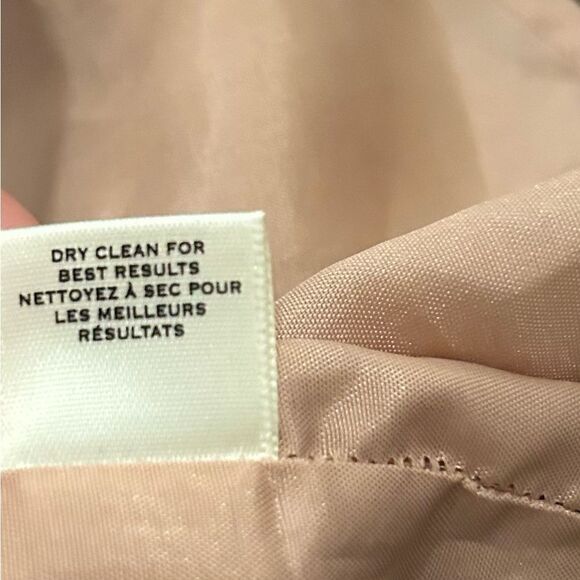 DRY CLEAN FOR
BEST RESULTS
NETTOYEZ À SEC POUR
LES MEILLEURS
RÉSULTATS